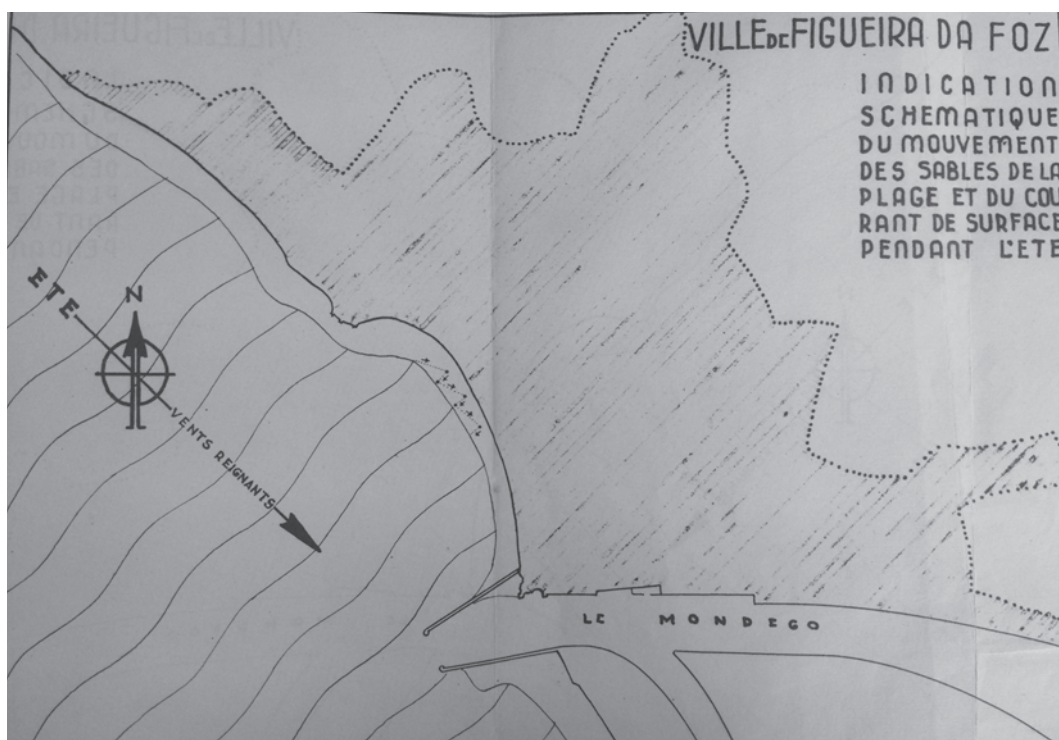 VILLE DE FIGUEIRA DA FOZ
INDICATION
SCHEMATIQUE
DU MOUVEMENT
DES SABLES DE LA
PLAGE ET DU COU
RANT DE SURFACE
PENDANT L'ETE
ETE
N
VENTS REIGNANTS
LE MONDEGO